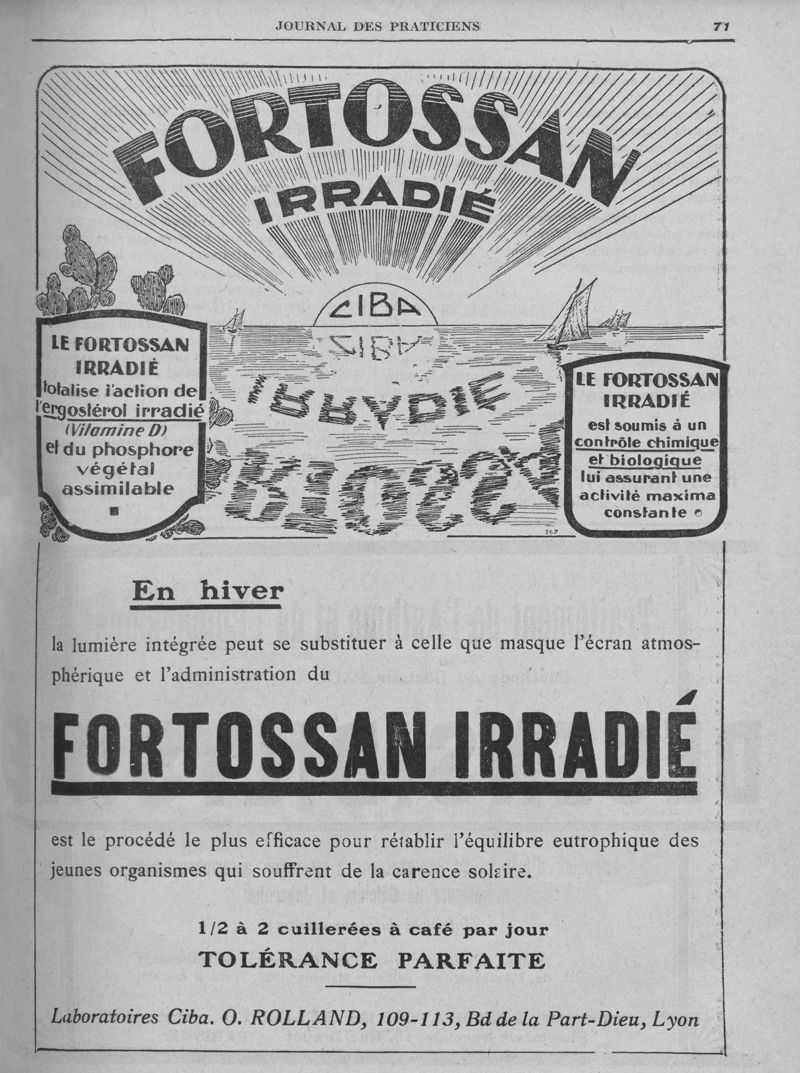 JOURNAL DES PRATICIENS 71
FORTOSSAN
IRRADIÉ
CIBA
CIBA
IRRADIÉ
LE FORTOSSAN
IRRADIÉ
totalise l'action de
l'ergostérol irradié
(Vitamine D)
et du phosphore
végétal
assimilable
LE FORTOSSAN
IRRADIÉ
est soumis à un
contrôle chimique
et biologique
lui assurant une
activité maxima
constante
En hiver
la lumière intégrée peut se substituer à celle que masque l'écran atmos-
phérique et l'administration du
FORTOSSAN IRRADIÉ
est le procédé le plus efficace pour rétablir l'équilibre eutrophique des
jeunes organismes qui souffrent de la carence solaire.
1/2 à 2 cuillerées à café par jour
TOLÉRANCE PARFAITE
Laboratoires Ciba. O. ROLLAND, 109-113, Bd de la Part-Dieu, Lyon